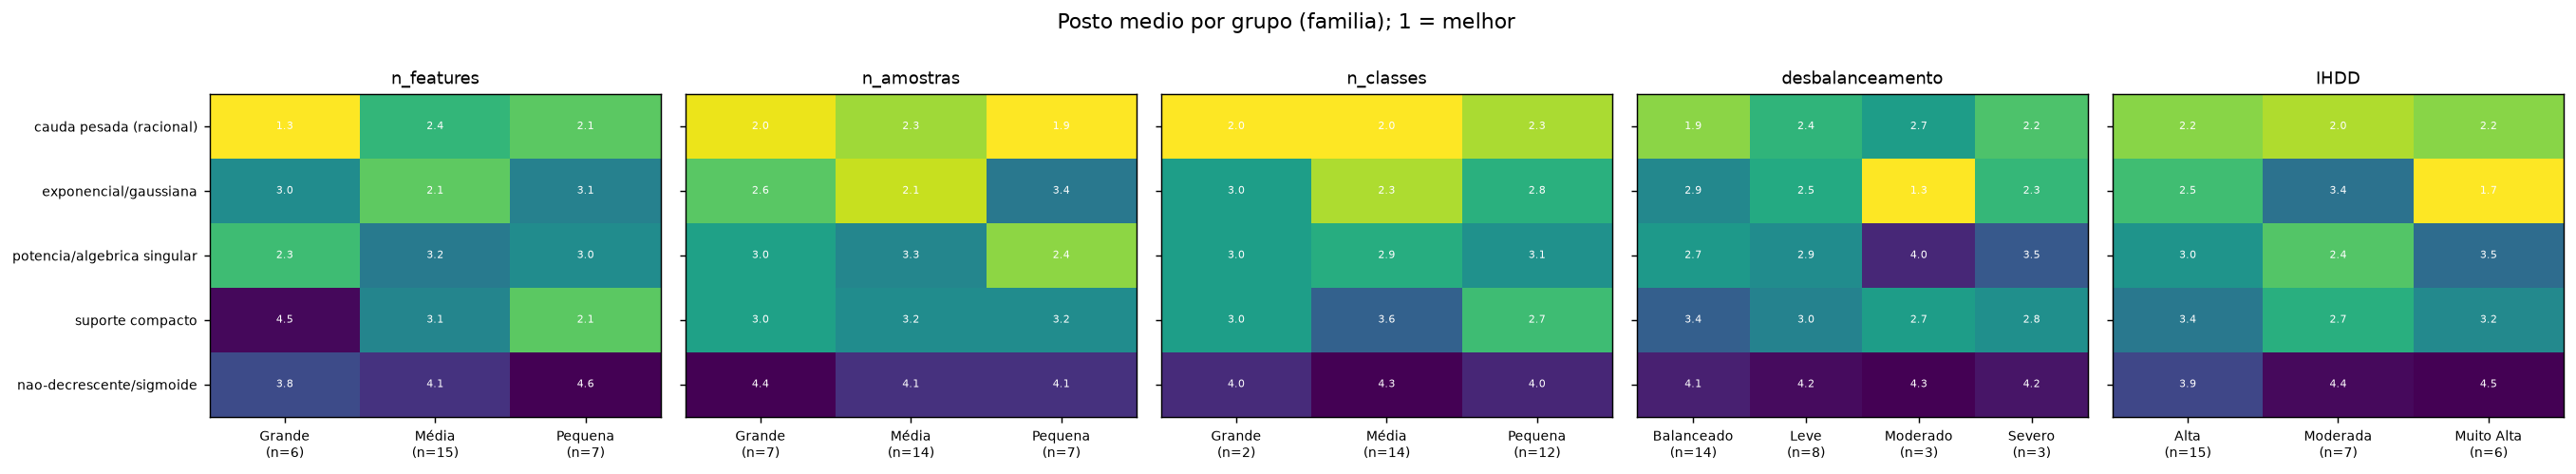 Posto medio por grupo (familia); 1 = melhor
n_features n_amostras n_classes desbalanceamento IHDD
cauda pesada (racional) 1.3 2.4 2.1 2.0 2.3 1.9 2.0 2.0 2.3 1.9 2.4 2.7 2.2 2.2 2.0 2.2
exponencial/gaussiana 3.0 2.1 3.1 2.6 2.1 3.4 3.0 2.3 2.8 2.9 2.5 1.3 2.3 2.5 3.4 1.7
potencia/algebrica singular 2.3 3.2 3.0 3.0 3.3 2.4 3.0 2.9 3.1 2.7 2.9 4.0 3.5 3.0 2.4 3.5
suporte compacto 4.5 3.1 2.1 3.0 3.2 3.2 3.0 3.6 2.7 3.4 3.0 2.7 2.8 3.4 2.7 3.2
nao-decrescente/sigmoide 3.8 4.1 4.6 4.4 4.1 4.1 4.0 4.3 4.0 4.1 4.2 4.3 4.2 3.9 4.4 4.5
Grande Média Pequena Grande Média Pequena Grande Média Pequena Balanceado Leve Moderado Severo Alta Moderada Muito Alta
(n=6) (n=15) (n=7) (n=7) (n=14) (n=7) (n=2) (n=14) (n=12) (n=14) (n=8) (n=3) (n=3) (n=15) (n=7) (n=6)